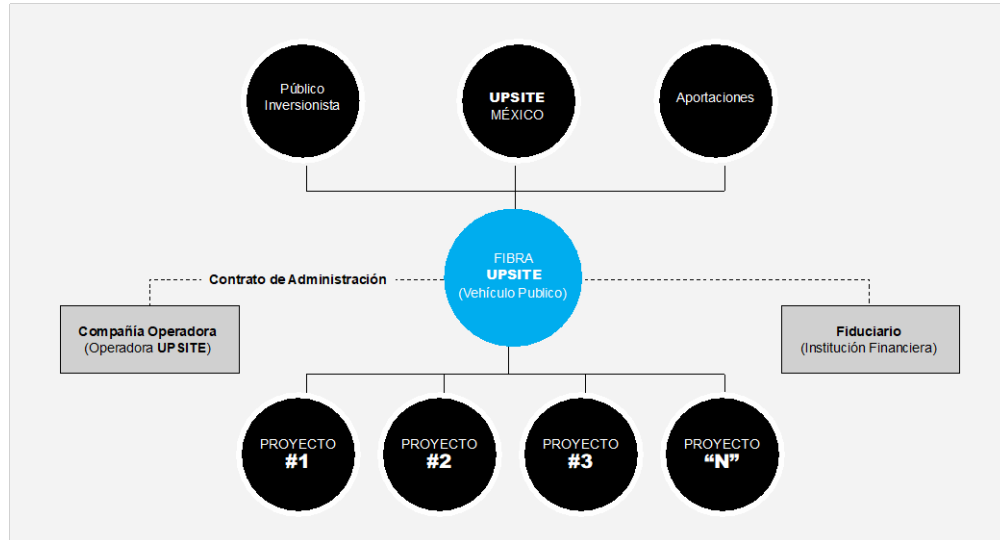 Público
Inversionista
UPSITE
MÉXICO
Aportaciones
FIBRA
UPSITE
(Vehículo Publico)
Contrato de Administración
Compañía Operadora
(Operadora UPSITE)
Fiduciario
(Institución Financiera)
PROYECTO
#1
PROYECTO
#2
PROYECTO
#3
PROYECTO
“N”